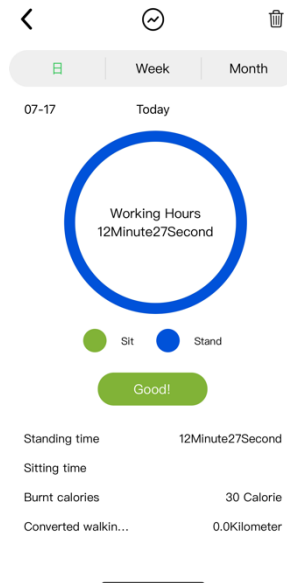 日 Week Month
07-17 Today
Working Hours
12Minute27Second
Sit Stand
Good!
Standing time 12Minute27Second
Sitting time
Burnt calories 30 Calorie
Converted walkin... 0.0Kilometer